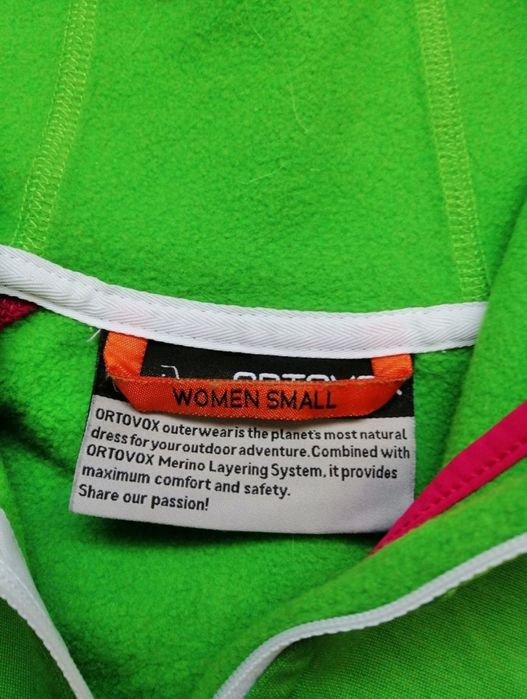 ORTOVOX
WOMEN SMALL
ORTOVOX outerwear is the planet's most natural
dress for your outdoor adventure. Combined with
ORTOVOX Merino Layering System, it provides
maximum comfort and safety.
Share our passion!